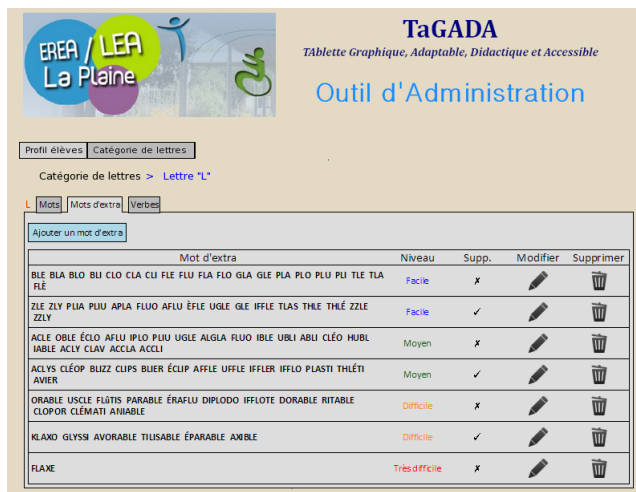 EREA / LEA
La Plaine
TaGADA
TAblette Graphique, Adaptable, Didactique et Accessible
Outil d'Administration
Profil élèves Catégorie de lettres
Catégorie de lettres > Lettre "L"
L Mots Mots d'extra Verbes
Ajouter un mot d'extra
Mot d'extra Niveau Supp. Modifier Supprimer
BLE BLA BLO BLI CLO CLA CLI FLE FLU FLA FLO GLA GLE PLA PLO PLU PLI TLE TLA
FLÈ
Facile ✗
ZLE ZLY PLIA PLIU APLA FLUO AFLU ÈFLE UGLE GLE IFFLE TLAS THLE THLÉ ZZLE
ZZLY
Facile ✓
ACLE OBLE ÉCLO AFLU IPLO PLIU UGLE ALGLA FLUO IBLE UBLI ABLI CLÉO HUBL
IABLE ACLY CLAV ACCLA ACCLI
Moyen ✗
ACLYS CLÉOP BLIZZ CLIPS BLIER ÉCLIP AFFLE UFFLE IFFLER IFFLO PLASTI THLÉTI
AVIER
Moyen ✓
ORABLE USCLE FLûTIS PARABLE ÉRAFLU DIPLODO IFFLOTE DORABLE RITABLE
CLOPOR CLÉMATI ANIABLE
Difficile ✗
KLAXO GLYSSI AVORABLE TILISABLE ÉPARABLE AXIBLE Difficile ✓
FLAXE Très difficile ✗